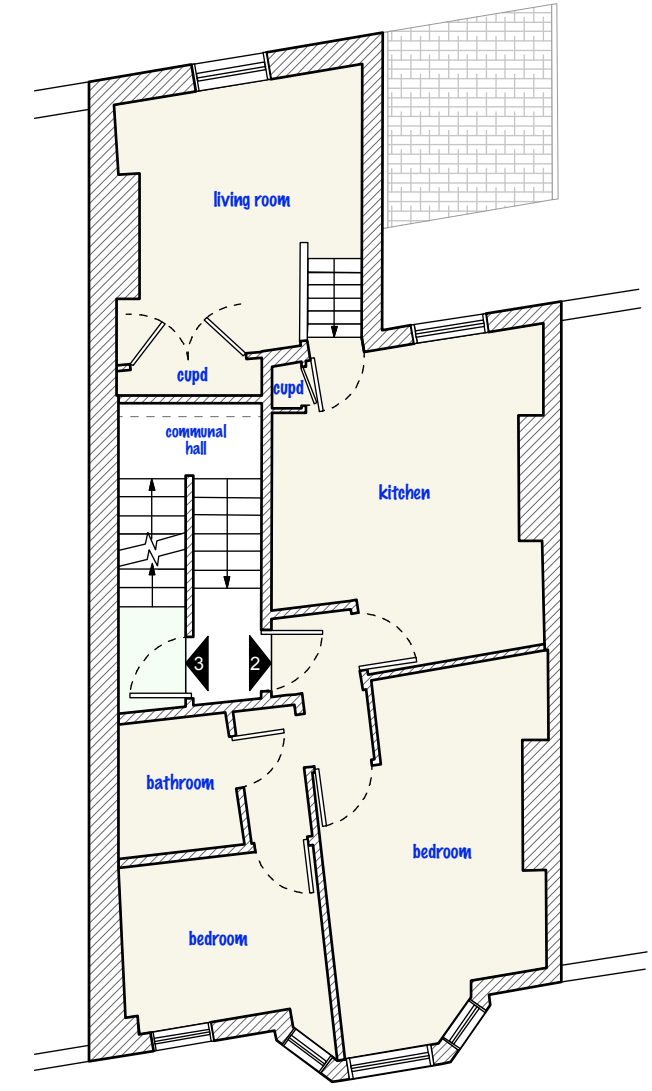 living room
cupd
cupd
communal
hall
kitchen
3
2
bathroom
bedroom
bedroom